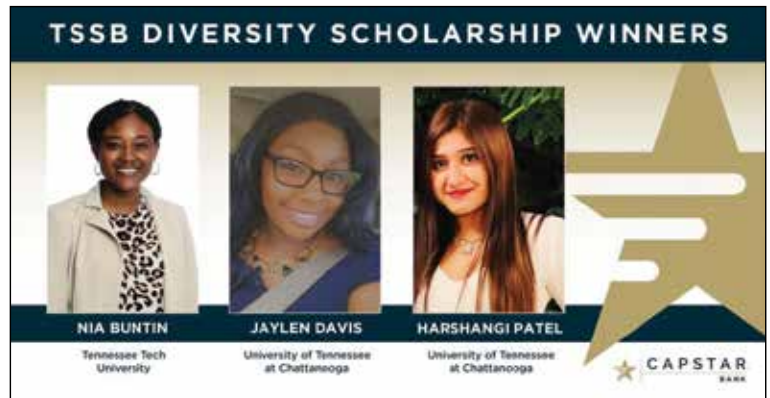 TSSB DIVERSITY SCHOLARSHIP WINNERS
NIA BUNTIN
Tennessee Tech
University
JAYLEN DAVIS
University of Tennessee
at Chattanooga
HARSHANGI PATEL
University of Tennessee
at Chattanooga
CAPSTAR
BANK